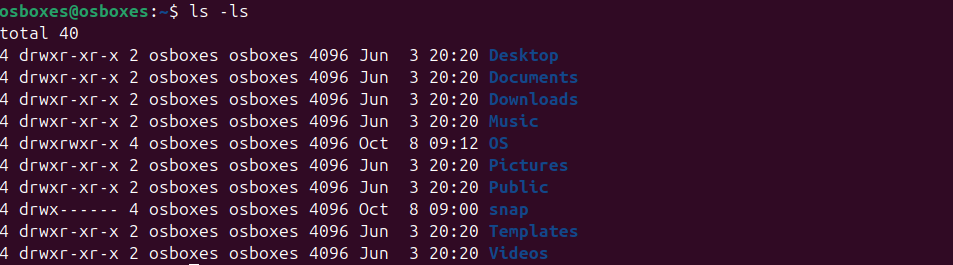 osboxes@osboxes:~$ ls -ls
total 40
4 drwxr-xr-x 2 osboxes osboxes 4096 Jun  3 20:20 Desktop
4 drwxr-xr-x 2 osboxes osboxes 4096 Jun  3 20:20 Documents
4 drwxr-xr-x 2 osboxes osboxes 4096 Jun  3 20:20 Downloads
4 drwxr-xr-x 2 osboxes osboxes 4096 Jun  3 20:20 Music
4 drwxrwxr-x 4 osboxes osboxes 4096 Oct  8 09:12 OS
4 drwxr-xr-x 2 osboxes osboxes 4096 Jun  3 20:20 Pictures
4 drwxr-xr-x 2 osboxes osboxes 4096 Jun  3 20:20 Public
4 drwx------ 4 osboxes osboxes 4096 Oct  8 09:00 snap
4 drwxr-xr-x 2 osboxes osboxes 4096 Jun  3 20:20 Templates
4 drwxr-xr-x 2 osboxes osboxes 4096 Jun  3 20:20 Videos